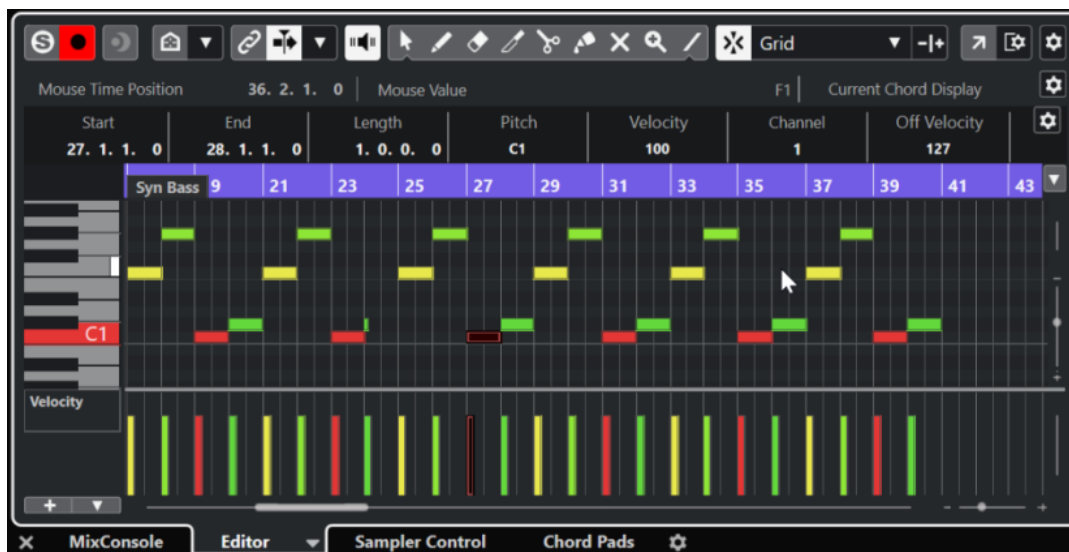 S Grid
Mouse Time Position 36. 2. 1. 0 Mouse Value F1 Current Chord Display
Start End Length Pitch Velocity Channel Off Velocity
27. 1. 1. 0 28. 1. 1. 0 1. 0. 0. 0 C1 100 1 127
Syn Bass 9 21 23 25 27 29 31 33 35 37 39 41 43
C1
Velocity
MixConsole Editor Sampler Control Chord Pads